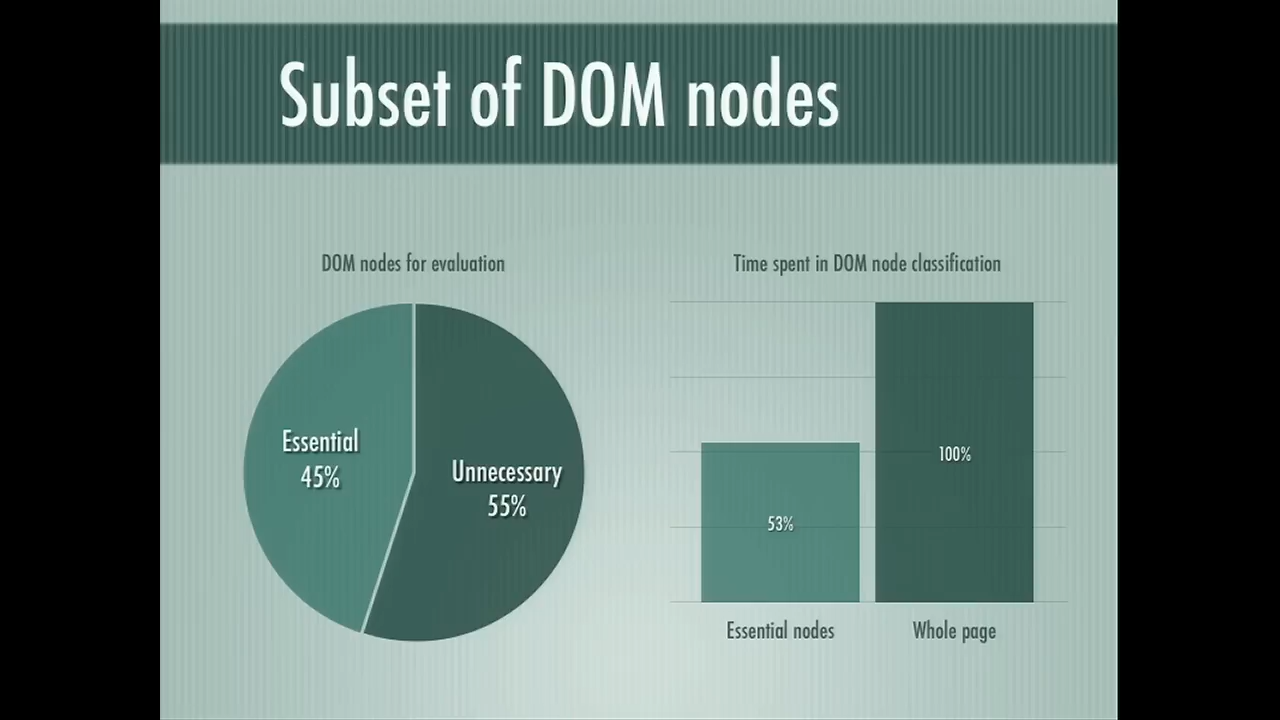 Subset of DOM nodes
DOM nodes for evaluation
Essential
45%
Unnecessary
55%
Time spent in DOM node classification
53%
100%
Essential nodes
Whole page